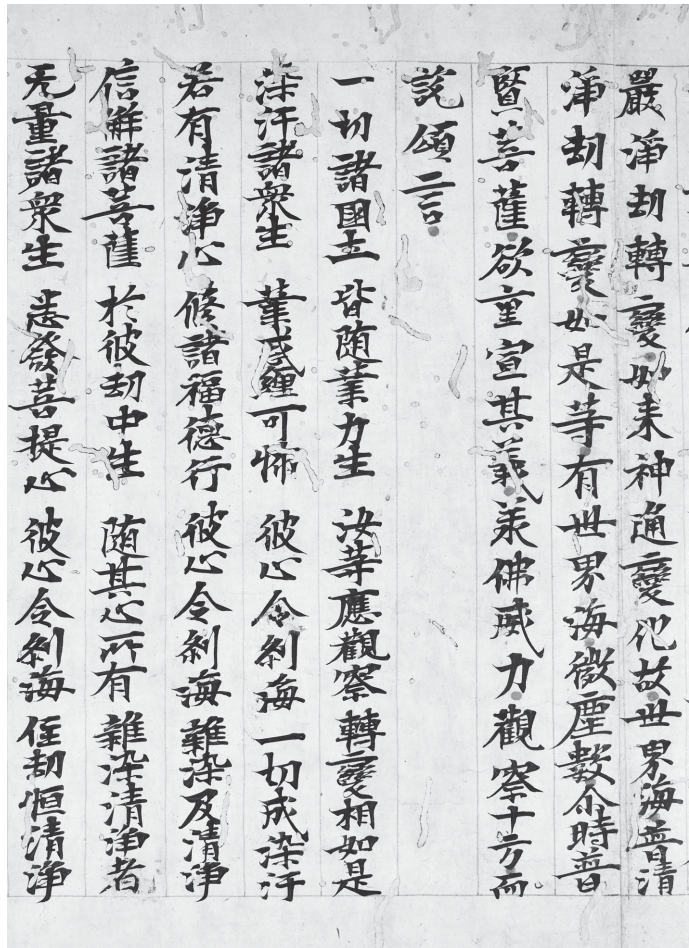 嚴淨劫轉變如来神通變化故世界海普清
淨劫轉變如是等有世界海微塵數尒時普
賢菩薩欲重宣其義承佛威力觀察十方而
説頌言
一切諸國土 皆随業力生 汝等應觀察 轉變相如是
染汙諸衆生 業惑纏可怖 彼心令剎海 一切成染汙
若有清淨心 修諸福德行 彼心令剎海 雜染及清淨
信解諸菩薩 於彼劫中生 随其心所有 雜染清淨者
无量諸衆生 悉發菩提心 彼心令剎海 住劫恒清淨